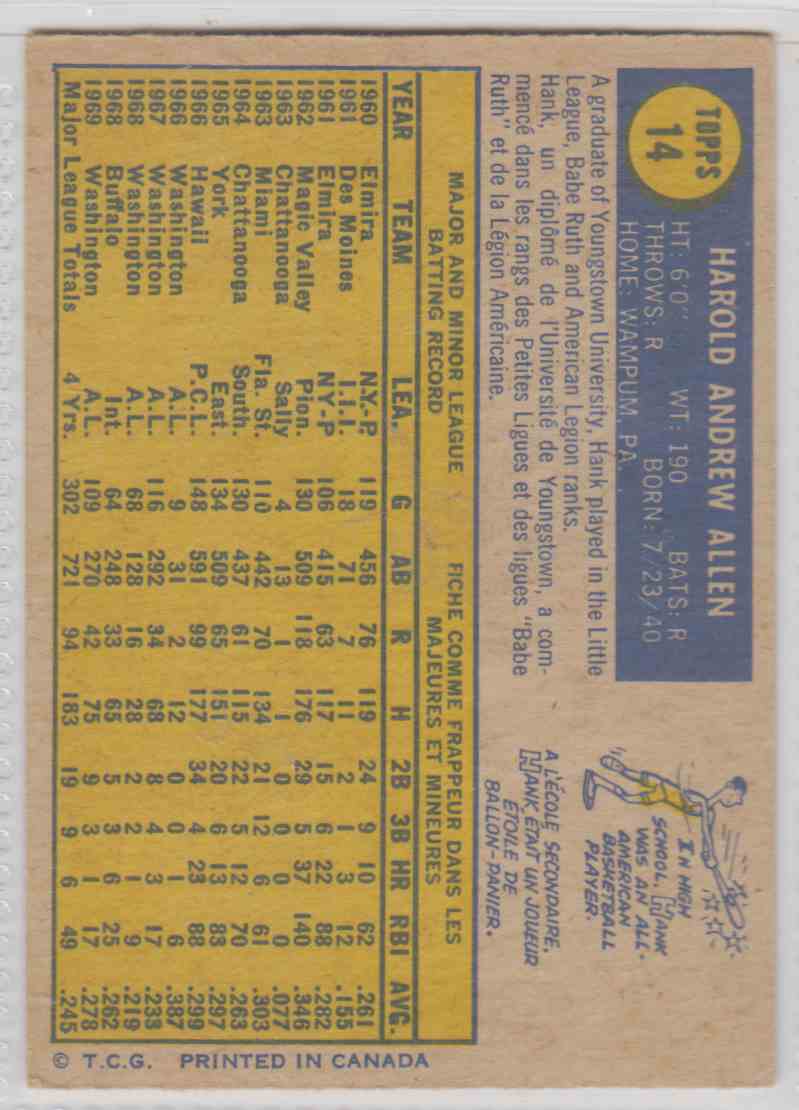 TOPPS
14
HAROLD ANDREW ALLEN
HT: 6'0" WT: 190 BATS: R
THROWS: R BORN: 7/23/40
HOME: WAMPUM, PA.
A graduate of Youngstown University, Hank played in the Little
League, Babe Ruth and American Legion ranks.
Hank, un diplômé de l'Université de Youngstown, a com-
mencé dans les rangs des Petites Ligues et des ligues "Babe
Ruth" et de la Légion Américaine.
IN HIGH
SCHOOL, HANK
WAS AN ALL-
AMERICAN
BASKETBALL
PLAYER.
A L'ÉCOLE SECONDAIRE,
HANK ÉTAIT UN JOUEUR
ÉTOILE DE
BALLON-PANIER.
MAJOR AND MINOR LEAGUE FICHE COMME FRAPPEUR DANS LES
BATTING RECORD MAJEURES ET MINEURES
YEAR TEAM LEA. G AB R H 2B 3B HR RBI AVG.
1960 Elmira N.Y.-P. 119 456 76 119 24 9 10 62 .261
1961 Des Moines I.I.I. 18 71 7 11 2 1 3 12 .155
1961 Elmira NY-P 106 415 63 117 15 6 22 88 .282
1962 Magic Valley Pion. 130 509 118 176 29 5 37 140 .346
1963 Chattanooga Sally 4 13 1 1 0 0 0 0 .077
1963 Miami Fla. St. 110 442 70 134 21 12 6 61 .303
1964 Chattanooga South. 130 437 61 115 22 5 12 70 .263
1965 York East. 134 509 65 151 20 6 13 83 .297
1966 Hawaii P.C.L. 148 591 99 177 34 4 23 88 .299
1966 Washington A.L. 9 31 2 12 0 0 1 6 .387
1967 Washington A.L. 116 292 34 68 8 4 3 17 .233
1968 Washington A.L. 68 128 16 28 2 2 1 9 .219
1968 Buffalo Int. 64 248 33 65 5 3 6 25 .262
1969 Washington A.L. 109 270 42 75 9 3 1 17 .278
Major League Totals 4 Yrs. 302 721 94 183 19 9 6 49 .245
© T.C.G. PRINTED IN CANADA